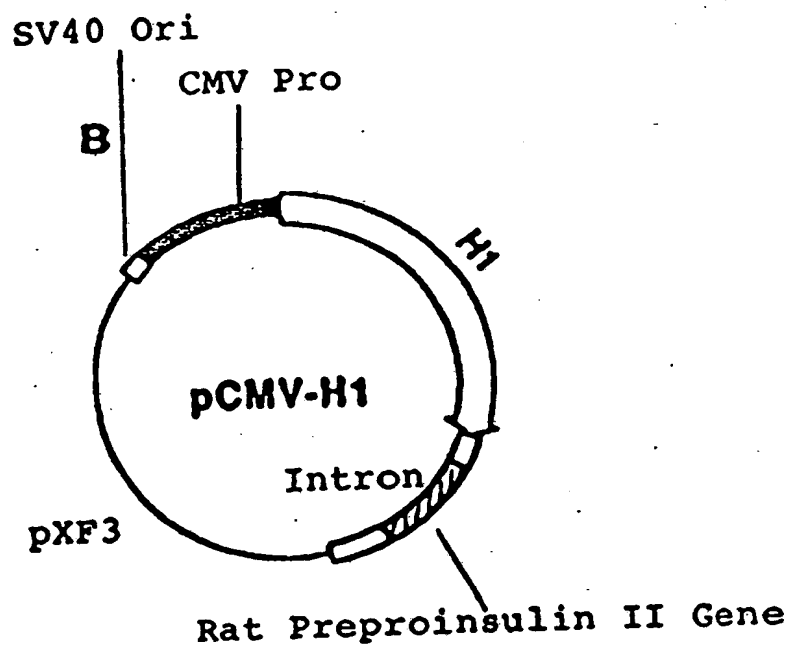 SV40 Ori
CMV Pro
B
H1
pCMV-H1
Intron
pXF3
Rat Preproinsulin II Gene